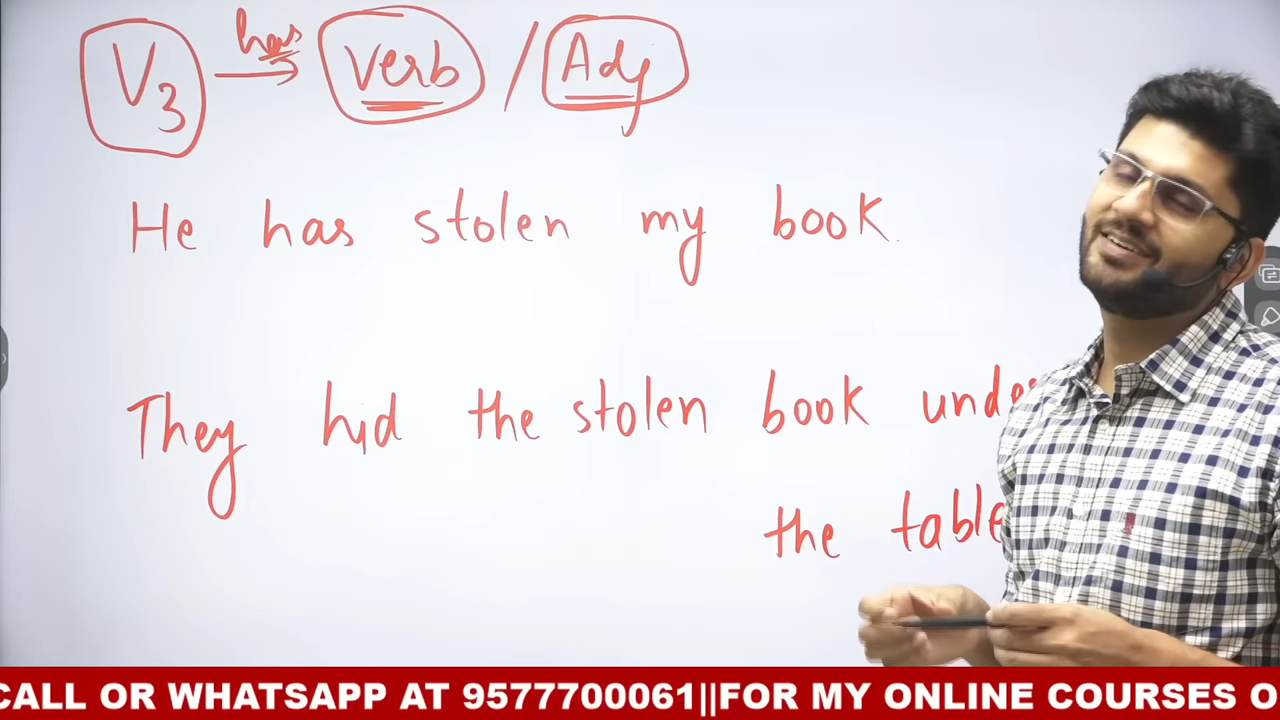 V3 has → Verb / Adj
He has stolen my book.
They hid the stolen book under
the table
CALL OR WHATSAPP AT 9577700061||FOR MY ONLINE COURSES O